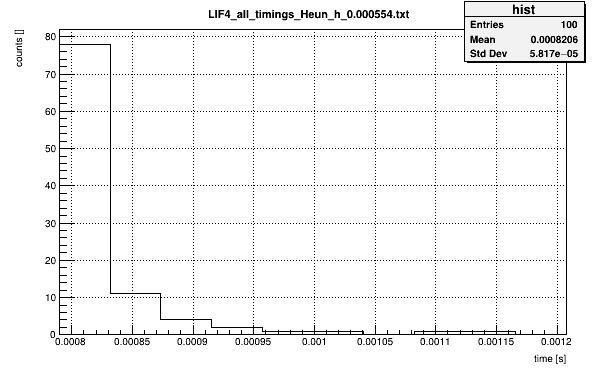 LIF4_all_timings_Heun_h_0.000554.txt
hist
Entries 100
Mean 0.0008206
Std Dev 5.817e−05
counts []
80
70
60
50
40
30
20
10
0
0.0008 0.00085 0.0009 0.00095 0.001 0.00105 0.0011 0.00115 0.0012
time [s]